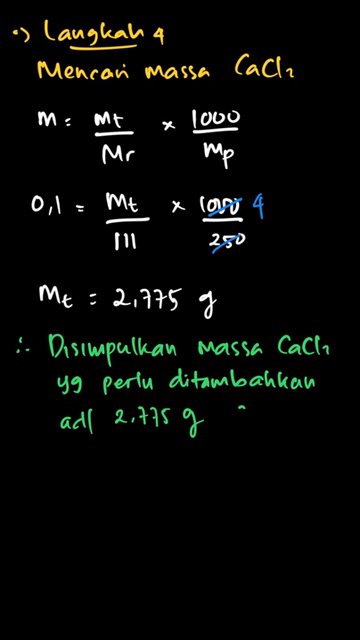 •) Langkah 4
Mencari massa CaCl₂
m = mt/Mr × 1000/mp
0,1 = mt/111 × 1000/250 4
mt = 2,775 g
∴ Disimpulkan massa CaCl₂
yg perlu ditambahkan
adl 2,775 g